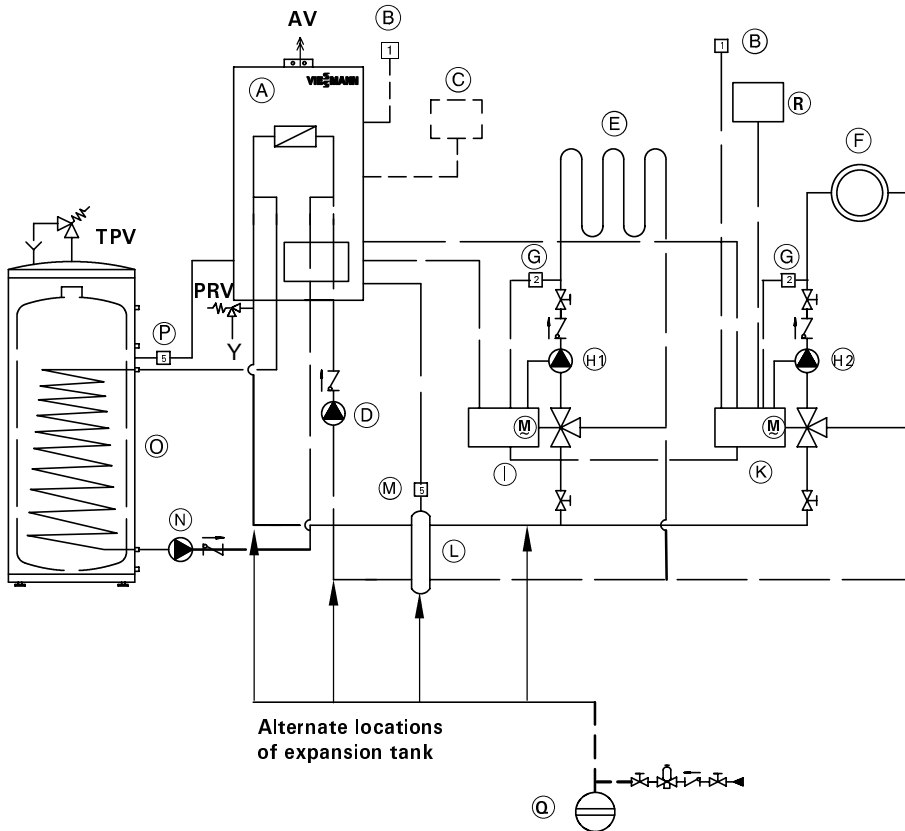 AV
B
1
A
VIESMANN
C
E
1
B
R
F
TPV
G
2
G
2
PRV
Y
P
5
H1
H2
D
O
M
M
I
K
M
5
N
L
Alternate locations
of expansion tank
Q